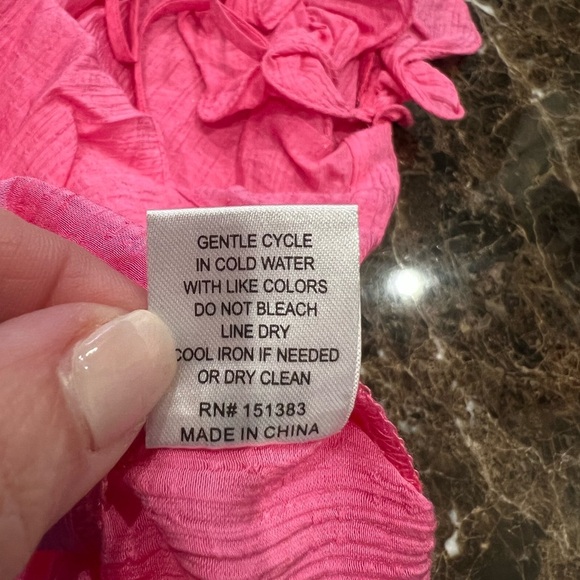 GENTLE CYCLE
IN COLD WATER
WITH LIKE COLORS
DO NOT BLEACH
LINE DRY
COOL IRON IF NEEDED
OR DRY CLEAN
RN# 151383
MADE IN CHINA